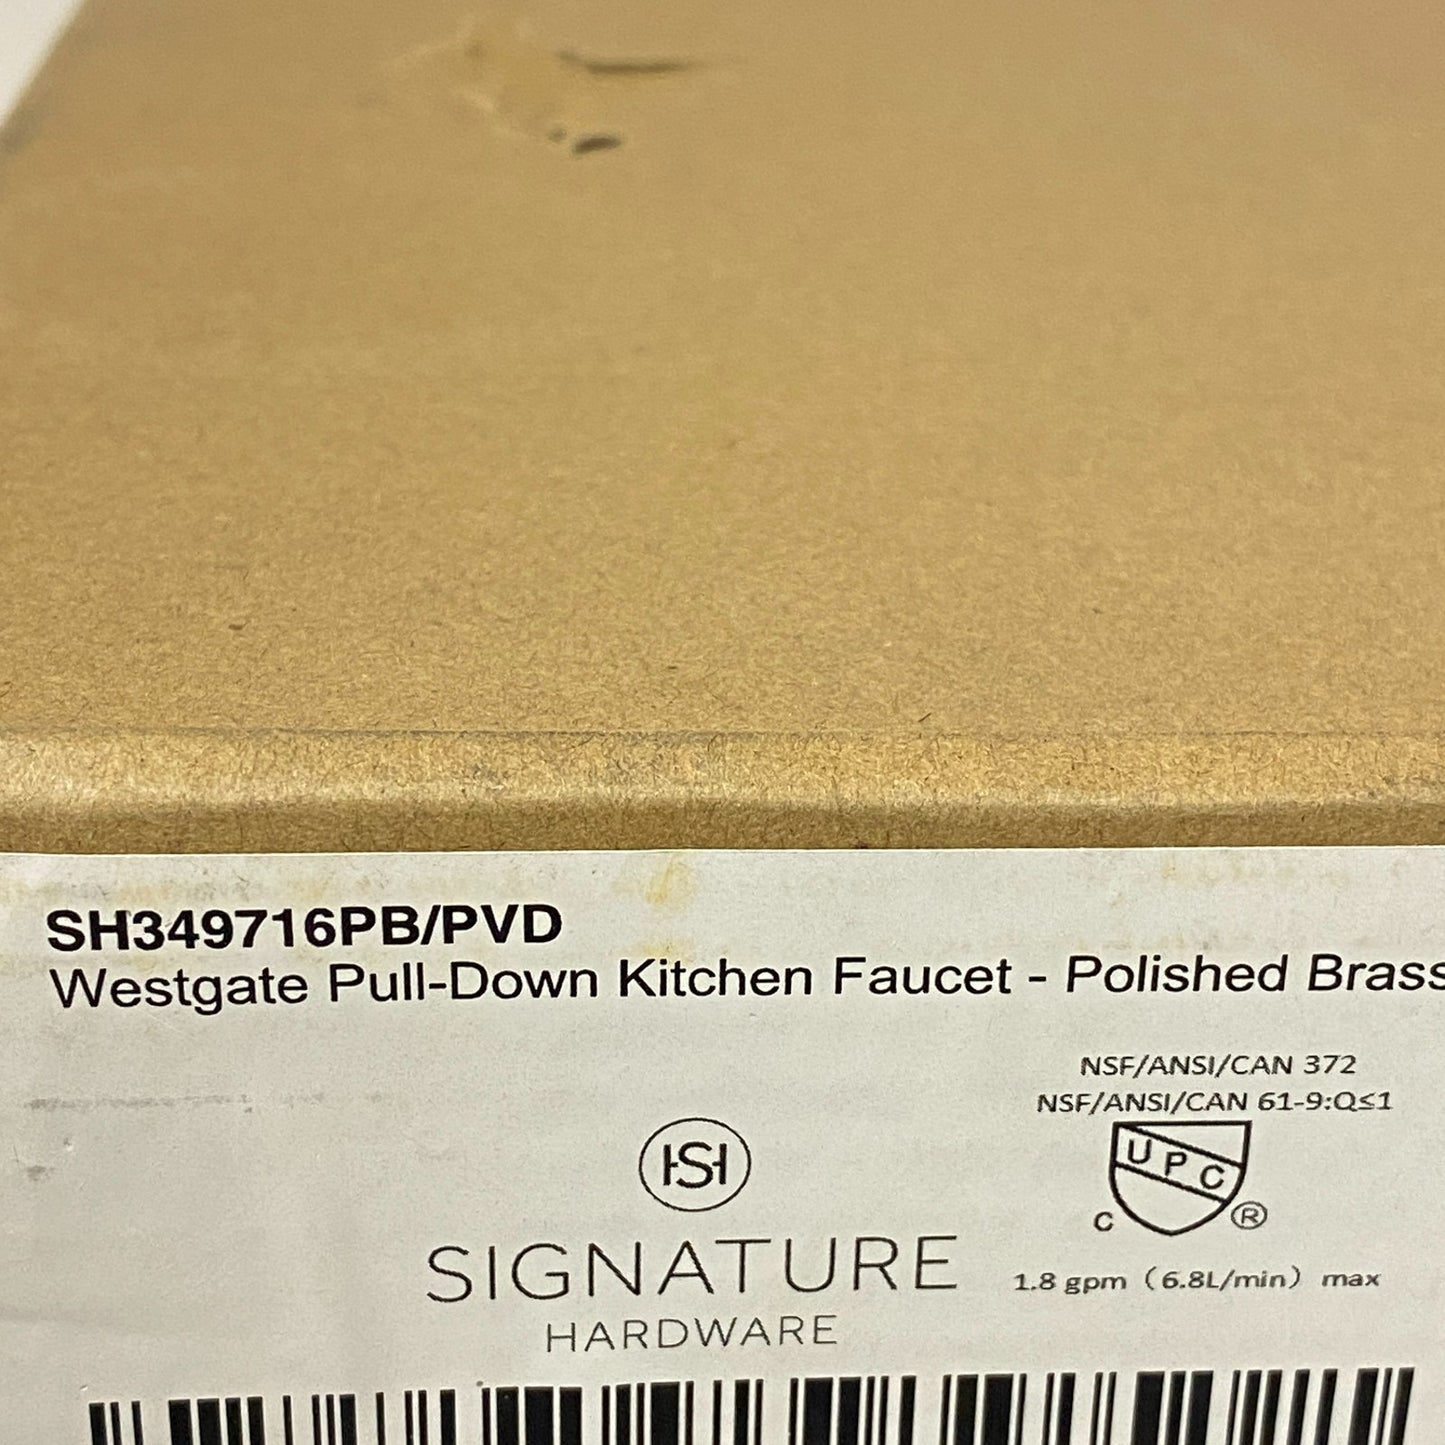 SH349716PB/PVD
Westgate Pull-Down Kitchen Faucet - Polished Brass
NSF/ANSI/CAN 372
NSF/ANSI/CAN 61-9:Q≤1
HSH
UPC
C ®
SIGNATURE
HARDWARE
1.8 gpm (6.8L/min) max